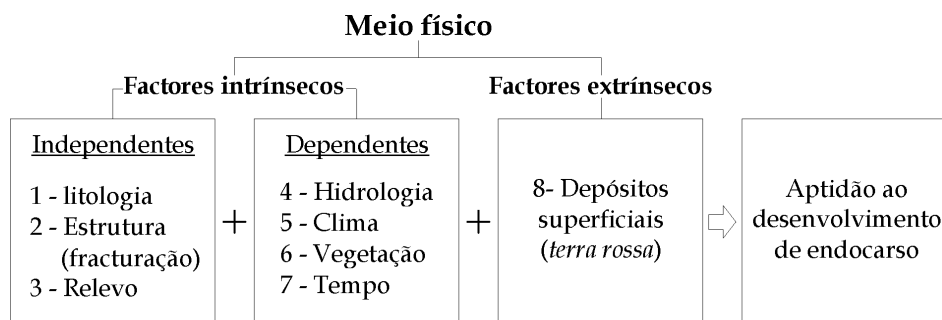 Meio físico
Factores intrínsecos
Factores extrínsecos
Independentes
1 - litologia
2 - Estrutura
(fracturação)
3 - Relevo
+
Dependentes
4 - Hidrologia
5 - Clima
6 - Vegetação
7 - Tempo
+
8- Depósitos
superficiais
(terra rossa)
Aptidão ao
desenvolvimento
de endocarso